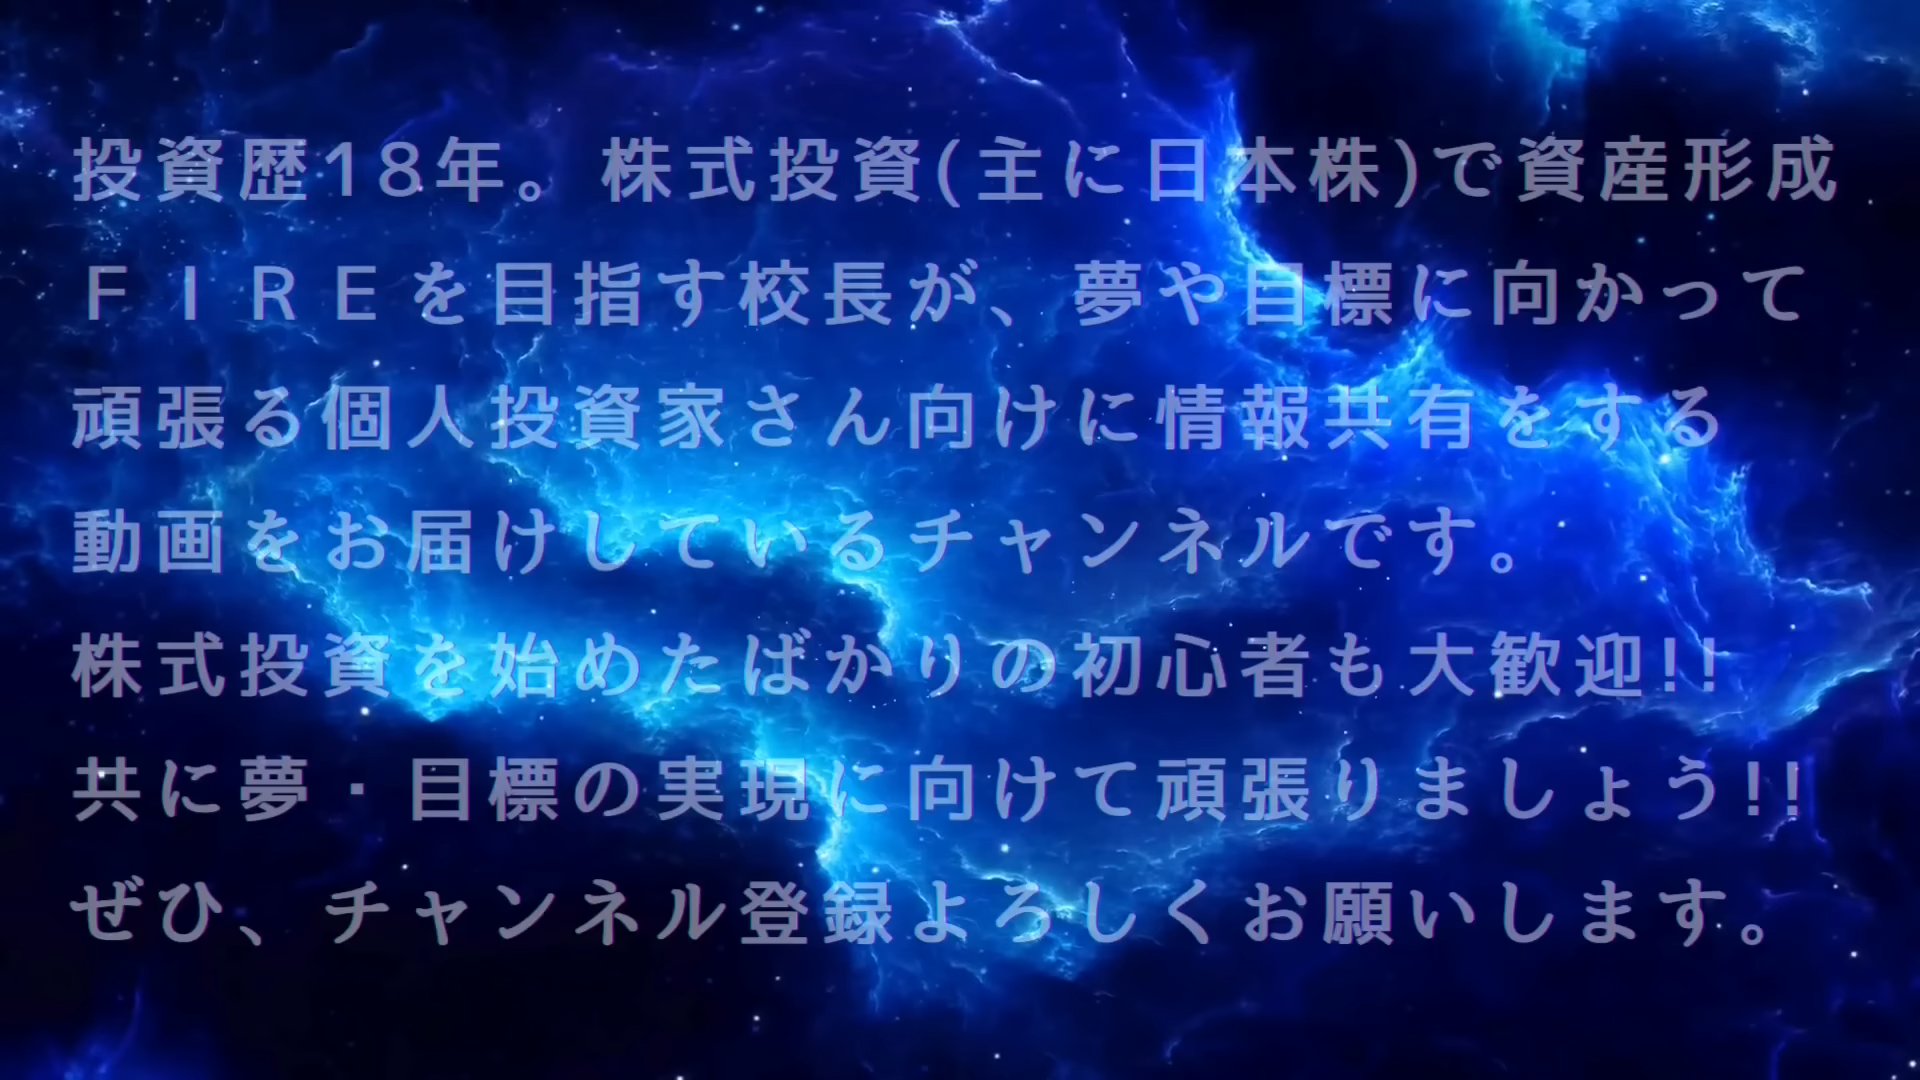 投資歴18年。 株式投資(主に日本株)で資産形成
ＦＩＲＥを目指す校長が、夢や目標に向かって
頑張る個人投資家さん向けに情報共有をする
動画をお届けしているチャンネルです。
株式投資を始めたばかりの初心者も大歓迎!!
共に夢・目標の実現に向けて頑張りましょう!!
ぜひ、チャンネル登録よろしくお願いします。